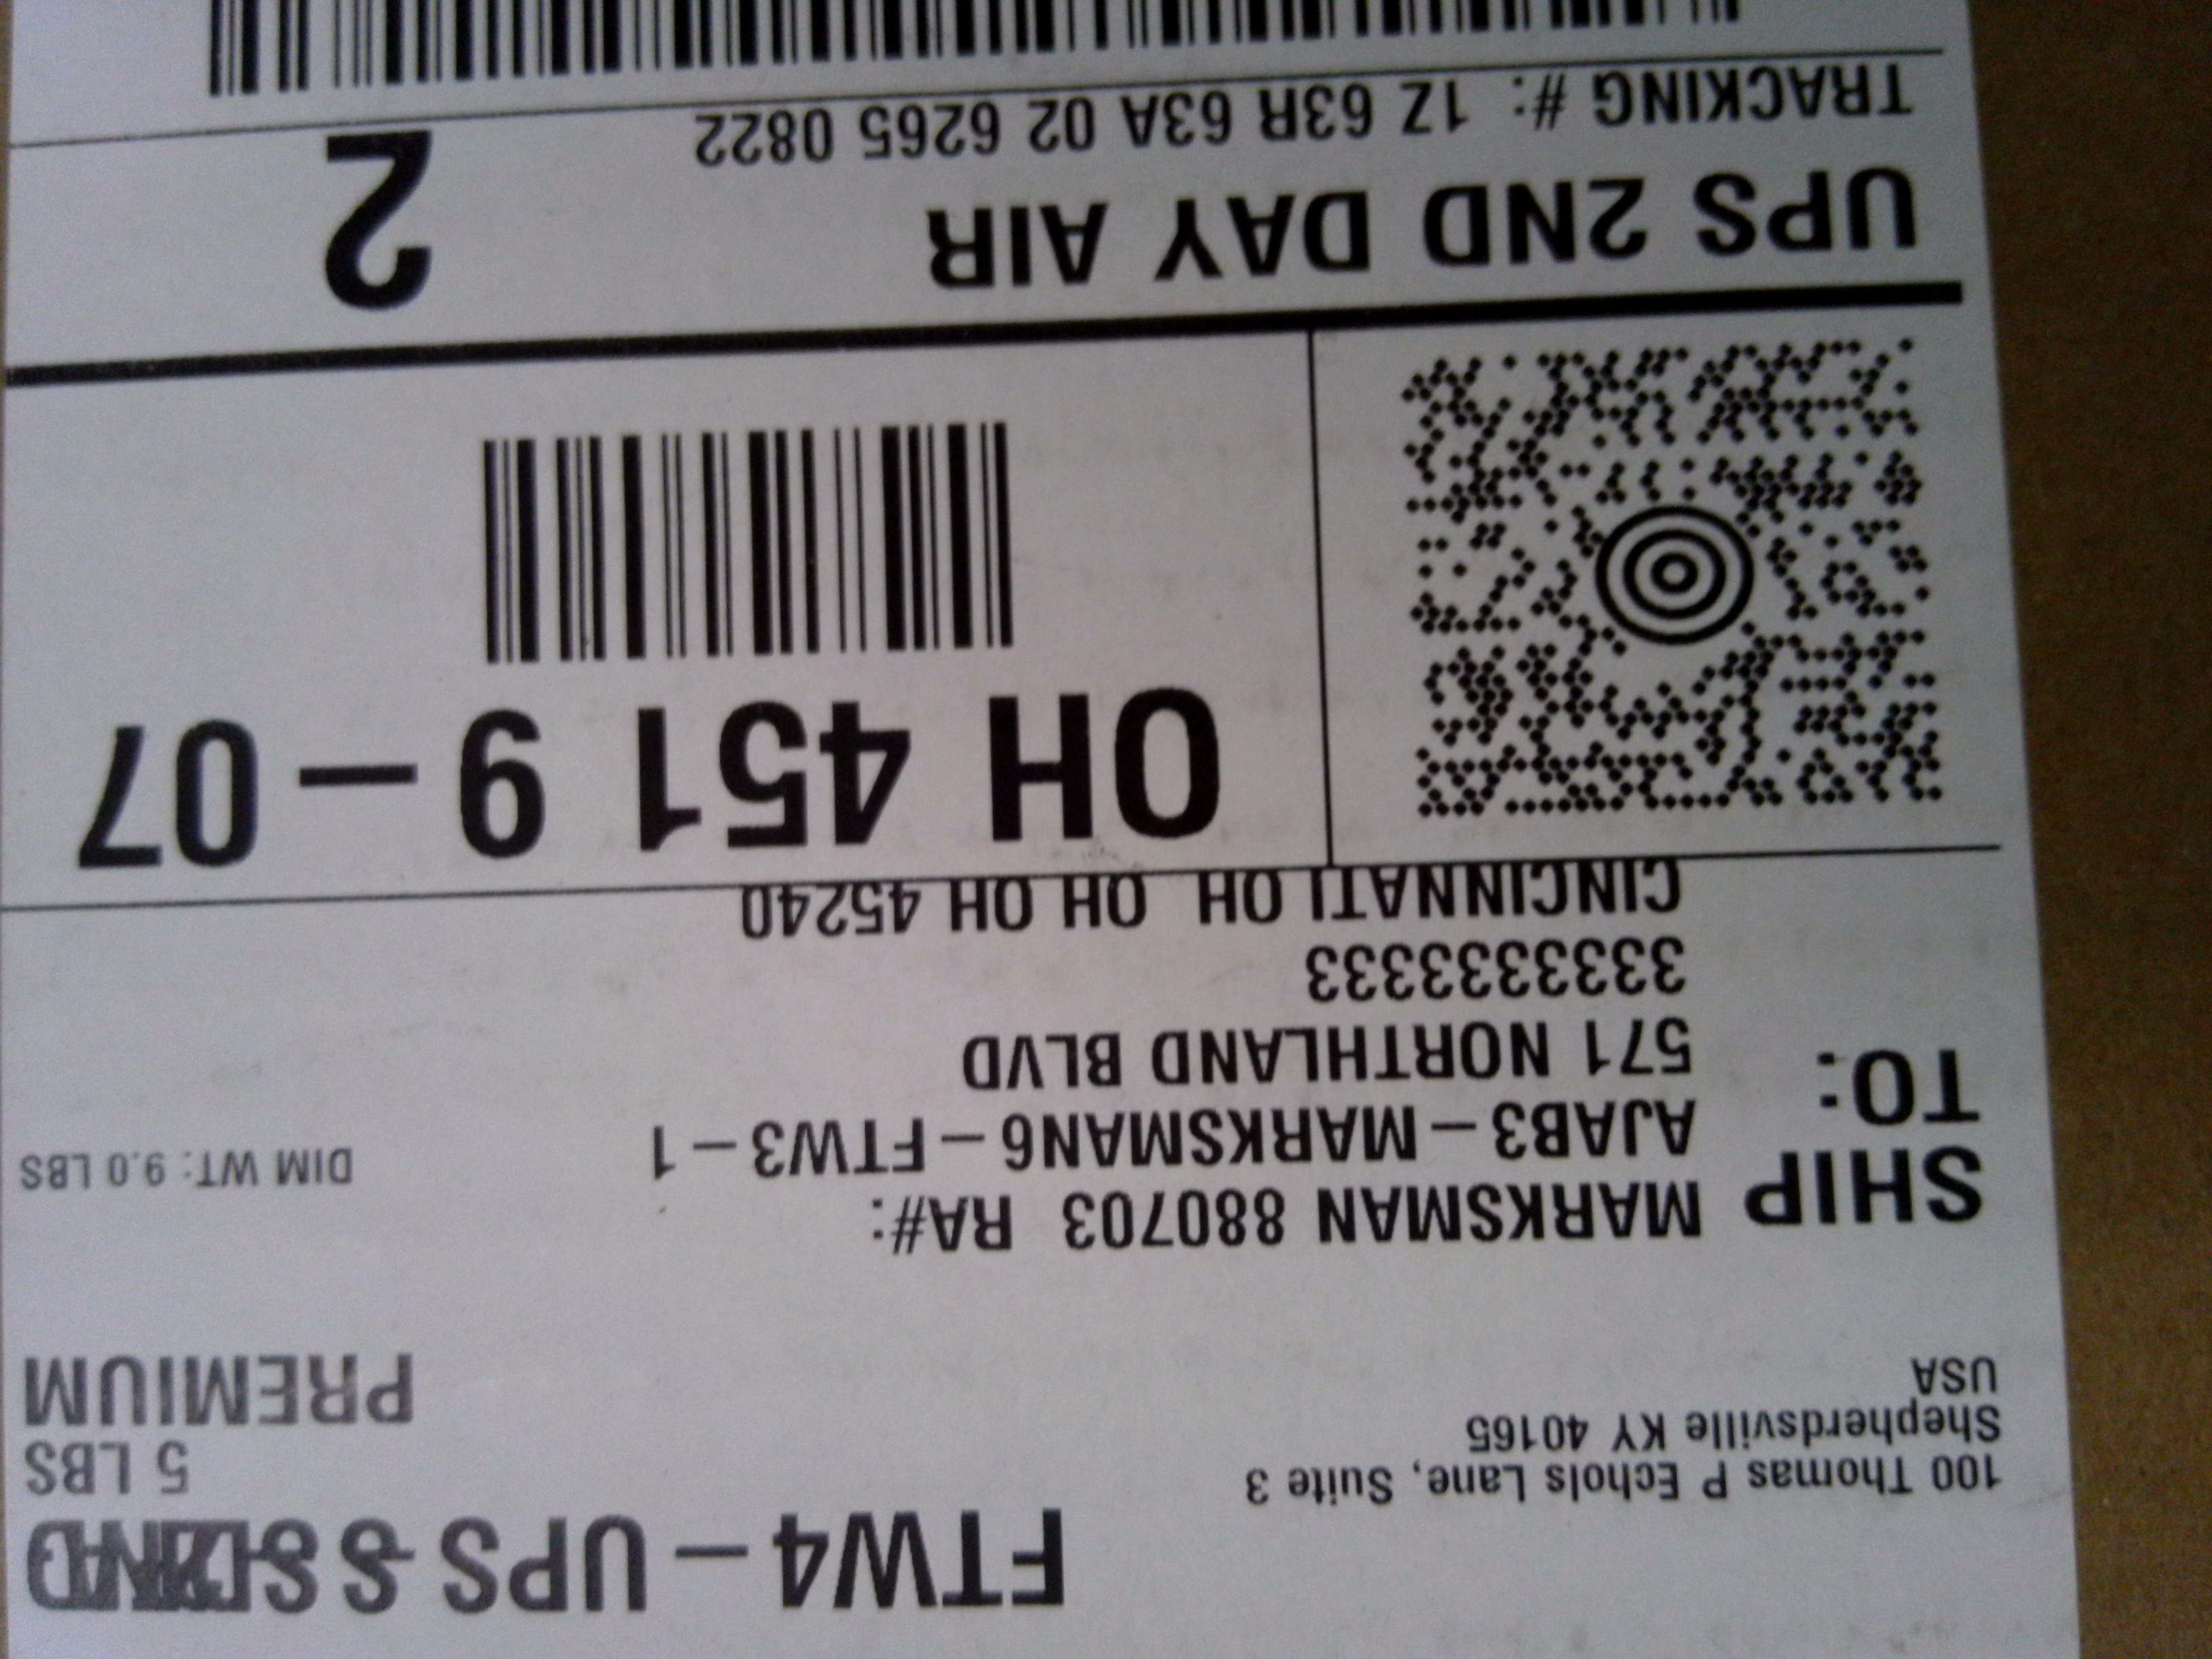 FTW4 – UPS
5 LBS
PREMIUM
100 Thomas P Echols Lane, Suite 3
Shepherdsville KY 40165
USA
SHIP
TO:
MARKSMAN 880703 RA#:
AJAB3–MARKSMAN6–FTW3–1
571 NORTHLAND BLVD
3333333333
CINCINNATI OH OH OH 45240
DIM WT: 9.0 LBS
OH 451 9 – 07
UPS 2ND DAY AIR
TRACKING #: 1Z 63R 63A 02 6265 0822
2